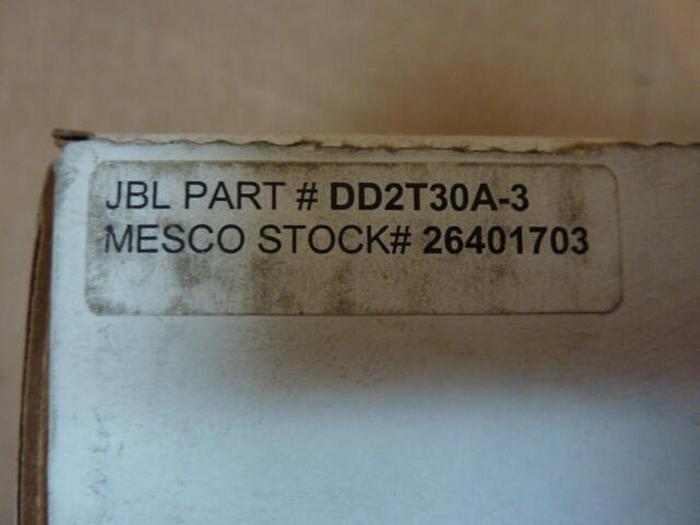 JBL PART # DD2T30A-3
MESCO STOCK# 26401703